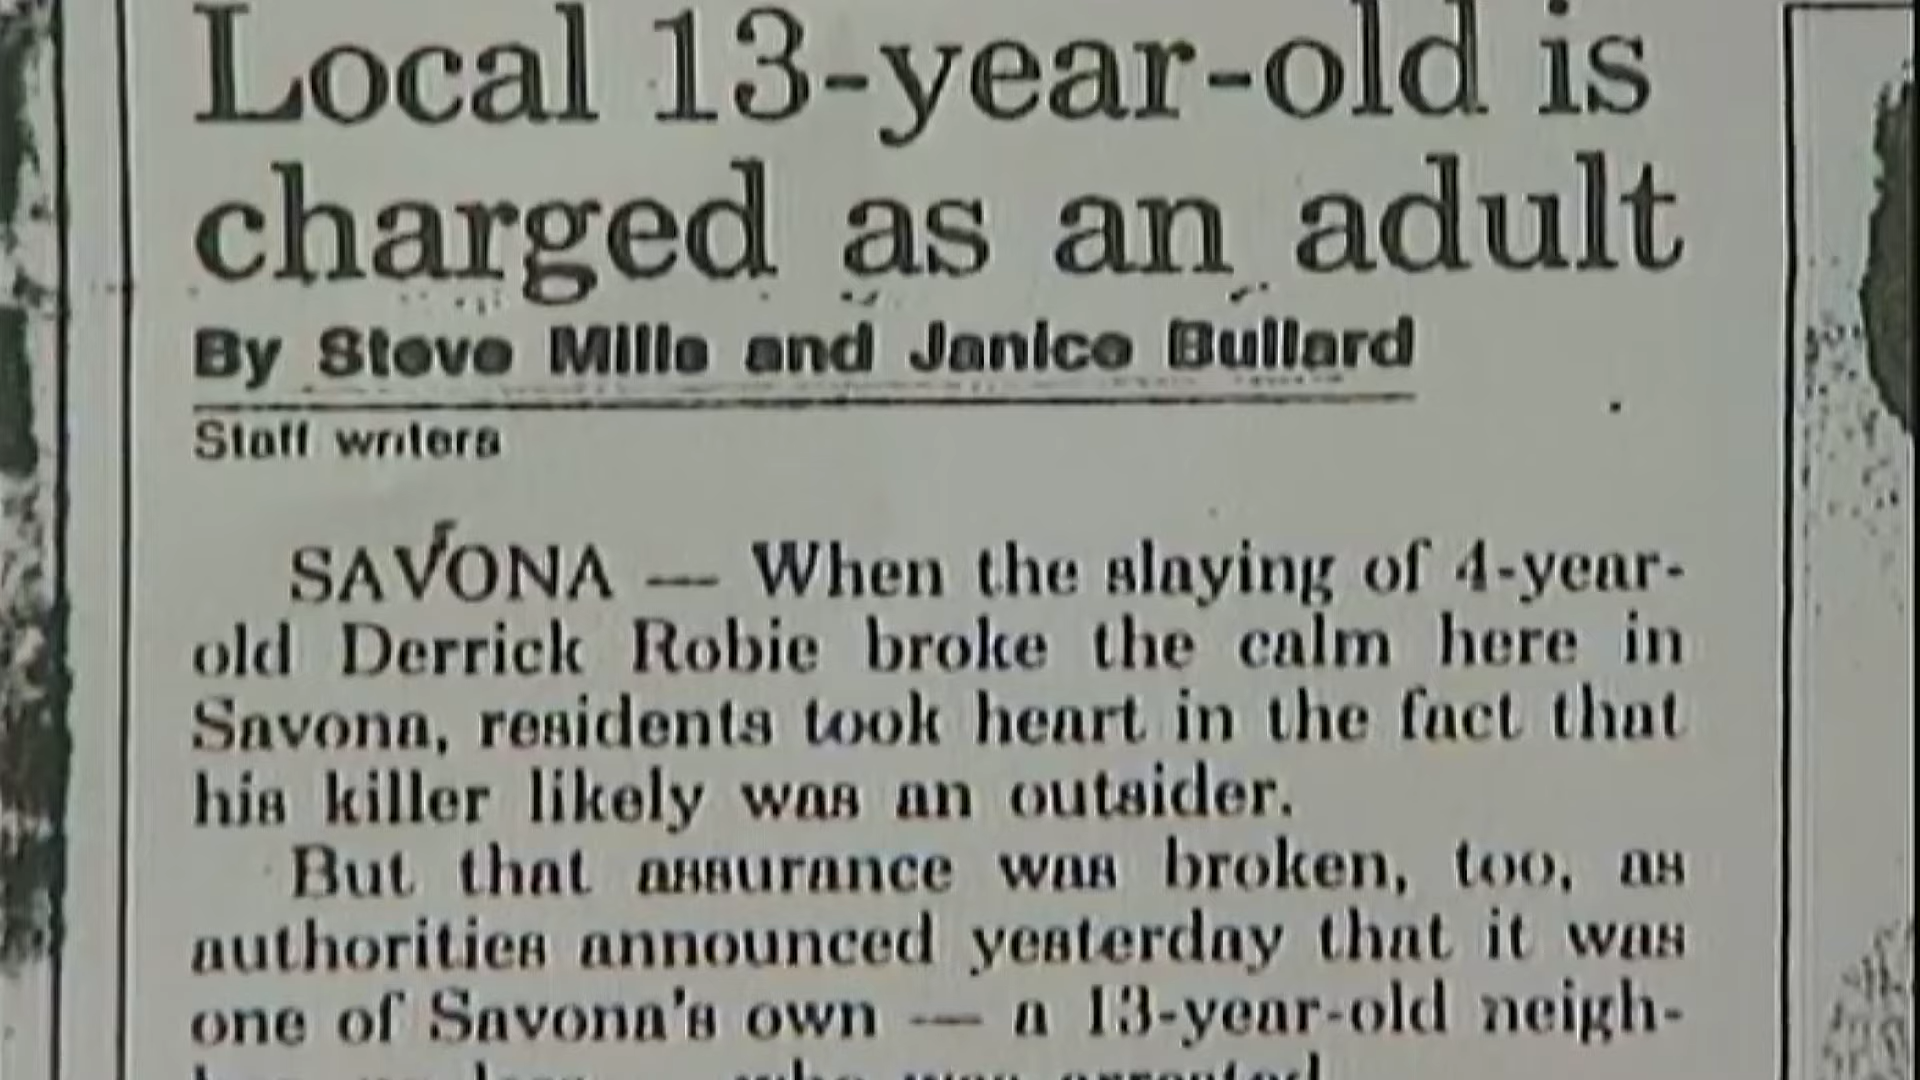 Local 13-year-old is
charged as an adult
By Steve Mills and Janice Bullard
Staff writers
SAVONA — When the slaying of 4-year-
old Derrick Robie broke the calm here in
Savona, residents took heart in the fact that
his killer likely was an outsider.
But that assurance was broken, too, as
authorities announced yesterday that it was
one of Savona's own — a 13-year-old neigh-
who was arrested